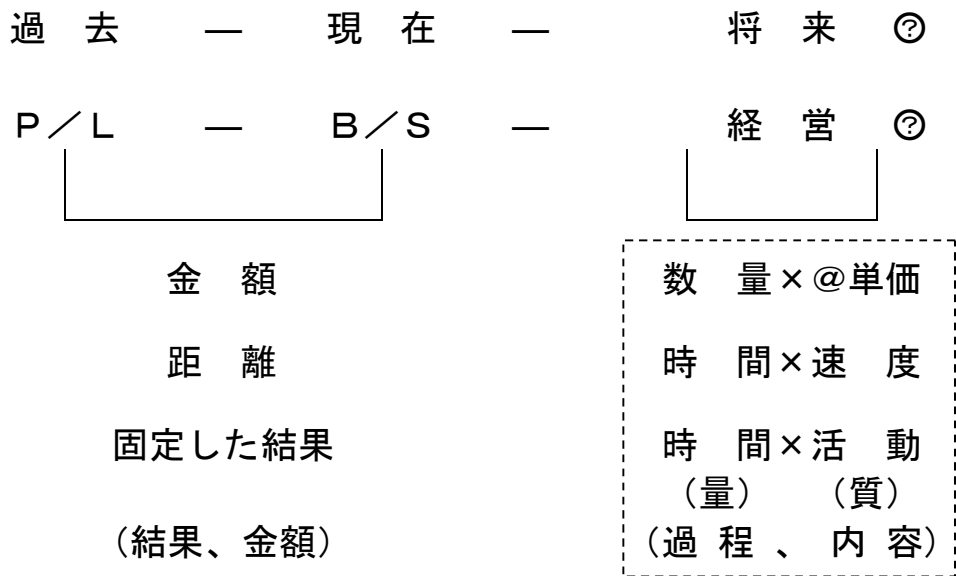 過 去 ― 現 在 ― 将 来 ?
P/L ― B/S ― 経 営 ?
金 額 数 量×@単価
距 離 時 間×速 度
固定した結果 時 間×活 動
(量) (質)
(結果、金額) (過 程 、 内 容)